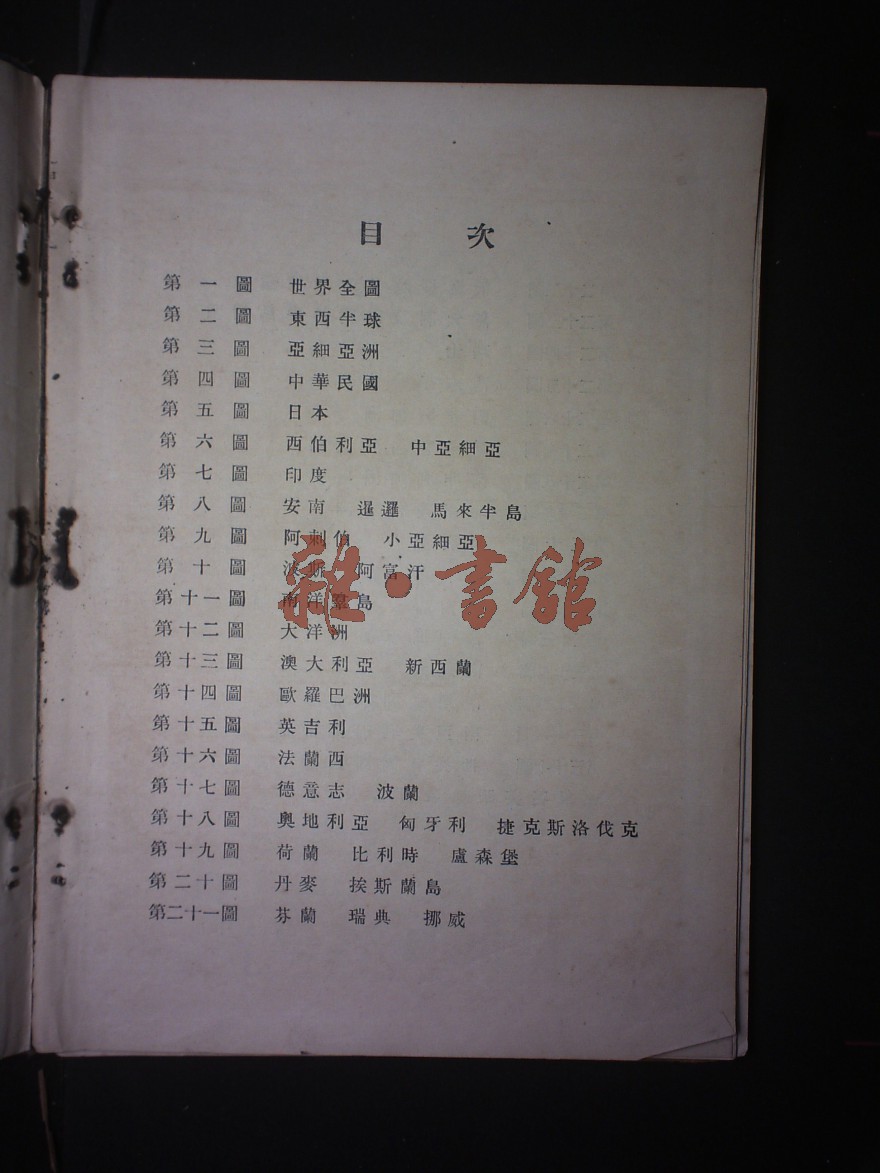 目次
第一圖 世界全圖
第二圖 東西半球
第三圖 亞細亞洲
第四圖 中華民國
第五圖 日本
第六圖 西伯利亞 中亞細亞
第七圖 印度
第八圖 安南 暹邏 馬來半島
第九圖 阿剌伯 小亞細亞
第十圖 波斯 阿富汗
第十一圖 南洋羣島
雜·書館
第十二圖 大洋洲
第十三圖 澳大利亞 新西蘭
第十四圖 歐羅巴洲
第十五圖 英吉利
第十六圖 法蘭西
第十七圖 德意志 波蘭
第十八圖 奧地利亞 匈牙利 捷克斯洛伐克
第十九圖 荷蘭 比利時 盧森堡
第二十圖 丹麥 挨斯蘭島
第二十一圖 芬蘭 瑞典 挪威